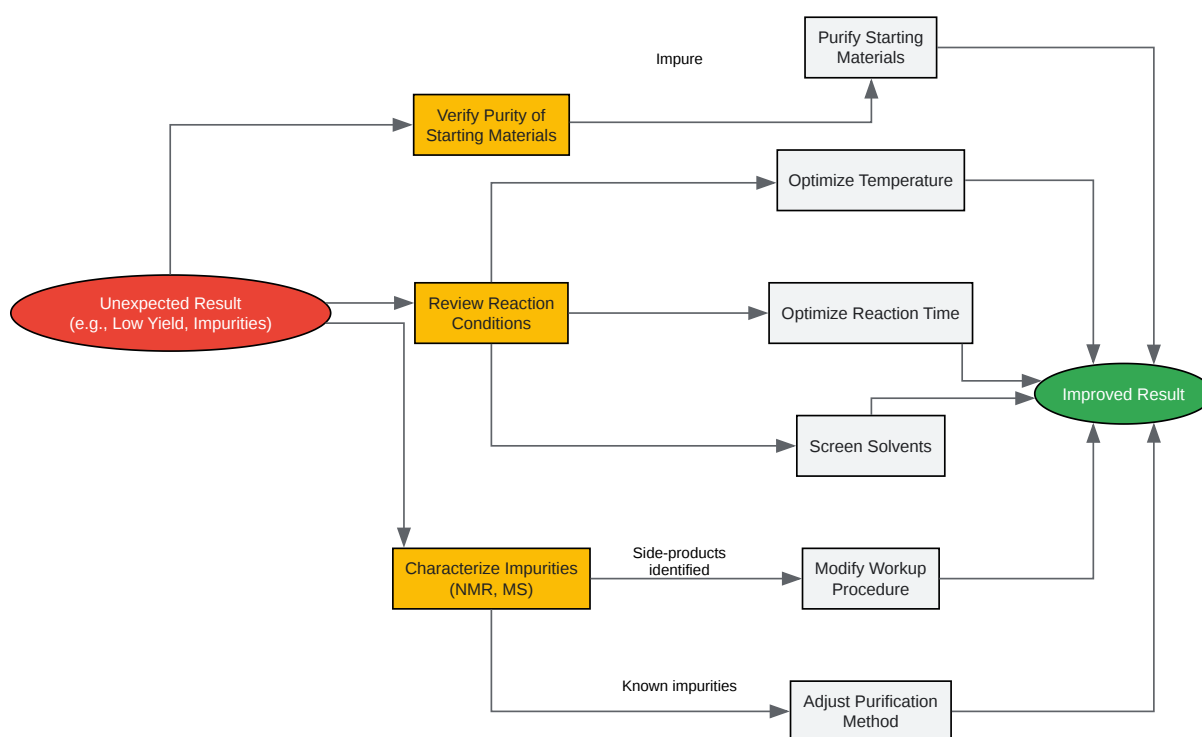 Purify Starting
Materials
Impure
Verify Purity of
Starting Materials
Optimize Temperature
Unexpected Result
(e.g., Low Yield, Impurities)
Review Reaction
Conditions
Optimize Reaction Time
Improved Result
Screen Solvents
Characterize Impurities
(NMR, MS)
Side-products
identified
Modify Workup
Procedure
Known impurities
Adjust Purification
Method